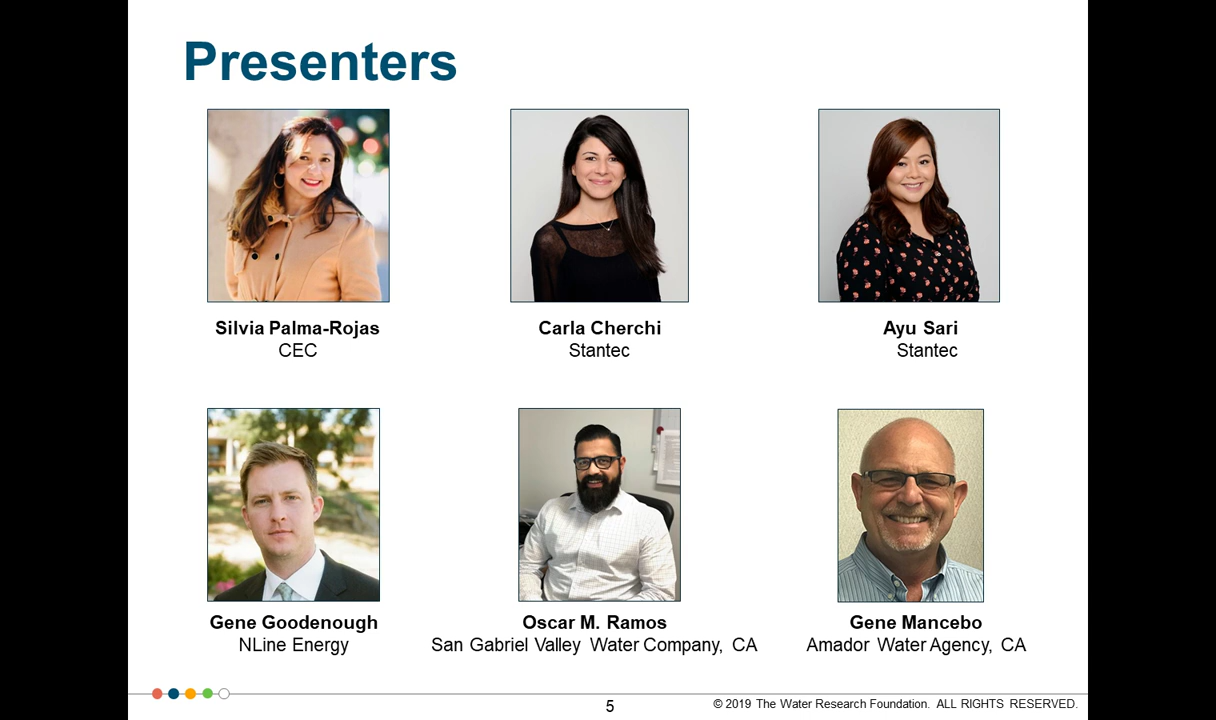 Presenters
Silvia Palma-Rojas
CEC
Carla Cherchi
Stantec
Ayu Sari
Stantec
Gene Goodenough
NLine Energy
Oscar M. Ramos
San Gabriel Valley Water Company, CA
Gene Mancebo
Amador Water Agency, CA
5
© 2019 The Water Research Foundation. ALL RIGHTS RESERVED.